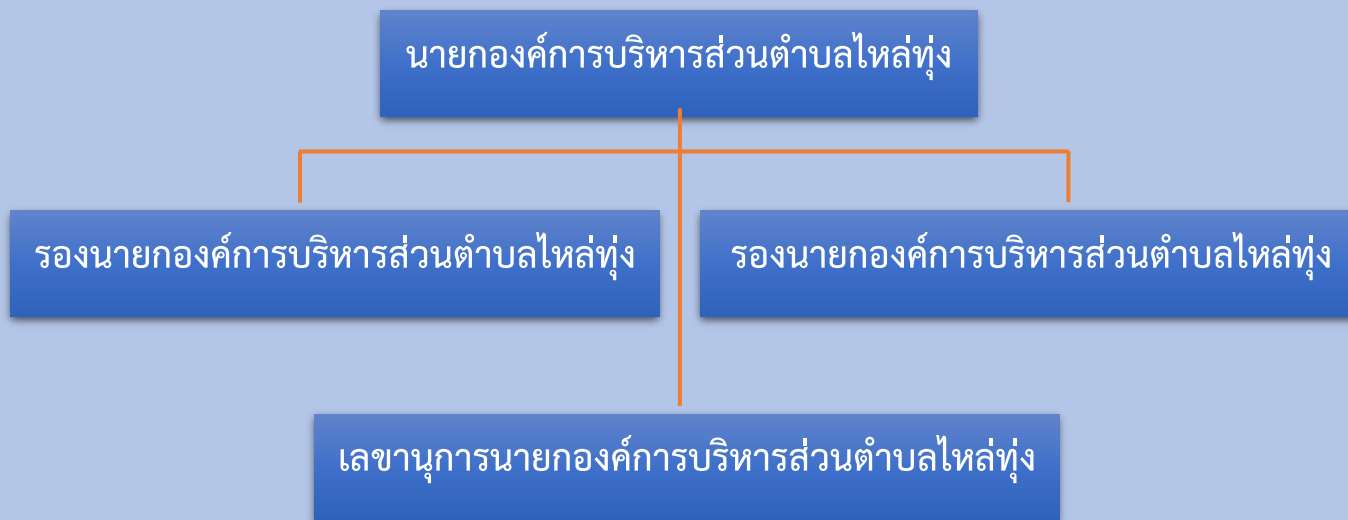 นายกองค์การบริหารส่วนตำบลไหล่ทุ่ง
รองนายกองค์การบริหารส่วนตำบลไหล่ทุ่ง
รองนายกองค์การบริหารส่วนตำบลไหล่ทุ่ง
เลขานุการนายกองค์การบริหารส่วนตำบลไหล่ทุ่ง